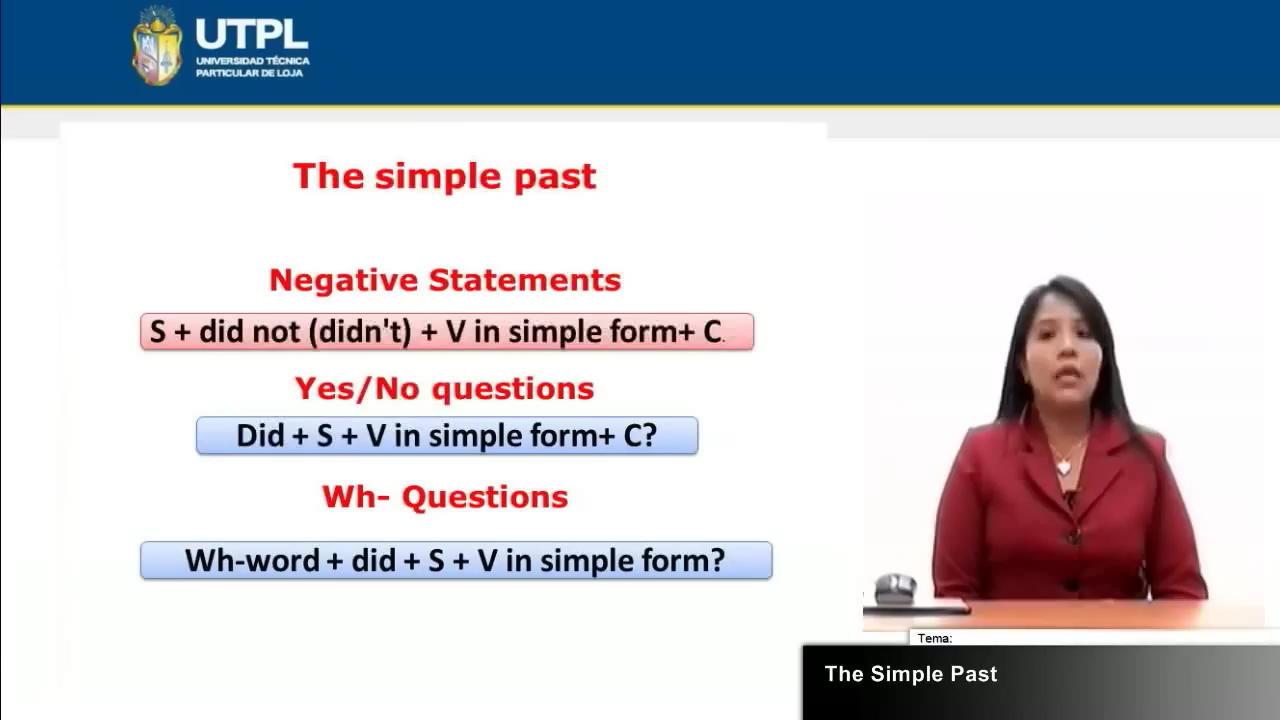 UTPL
UNIVERSIDAD TÉCNICA
PARTICULAR DE LOJA
The simple past
Negative Statements
S + did not (didn't) + V in simple form+ C.
Yes/No questions
Did + S + V in simple form+ C?
Wh- Questions
Wh-word + did + S + V in simple form?
Tema:
The Simple Past